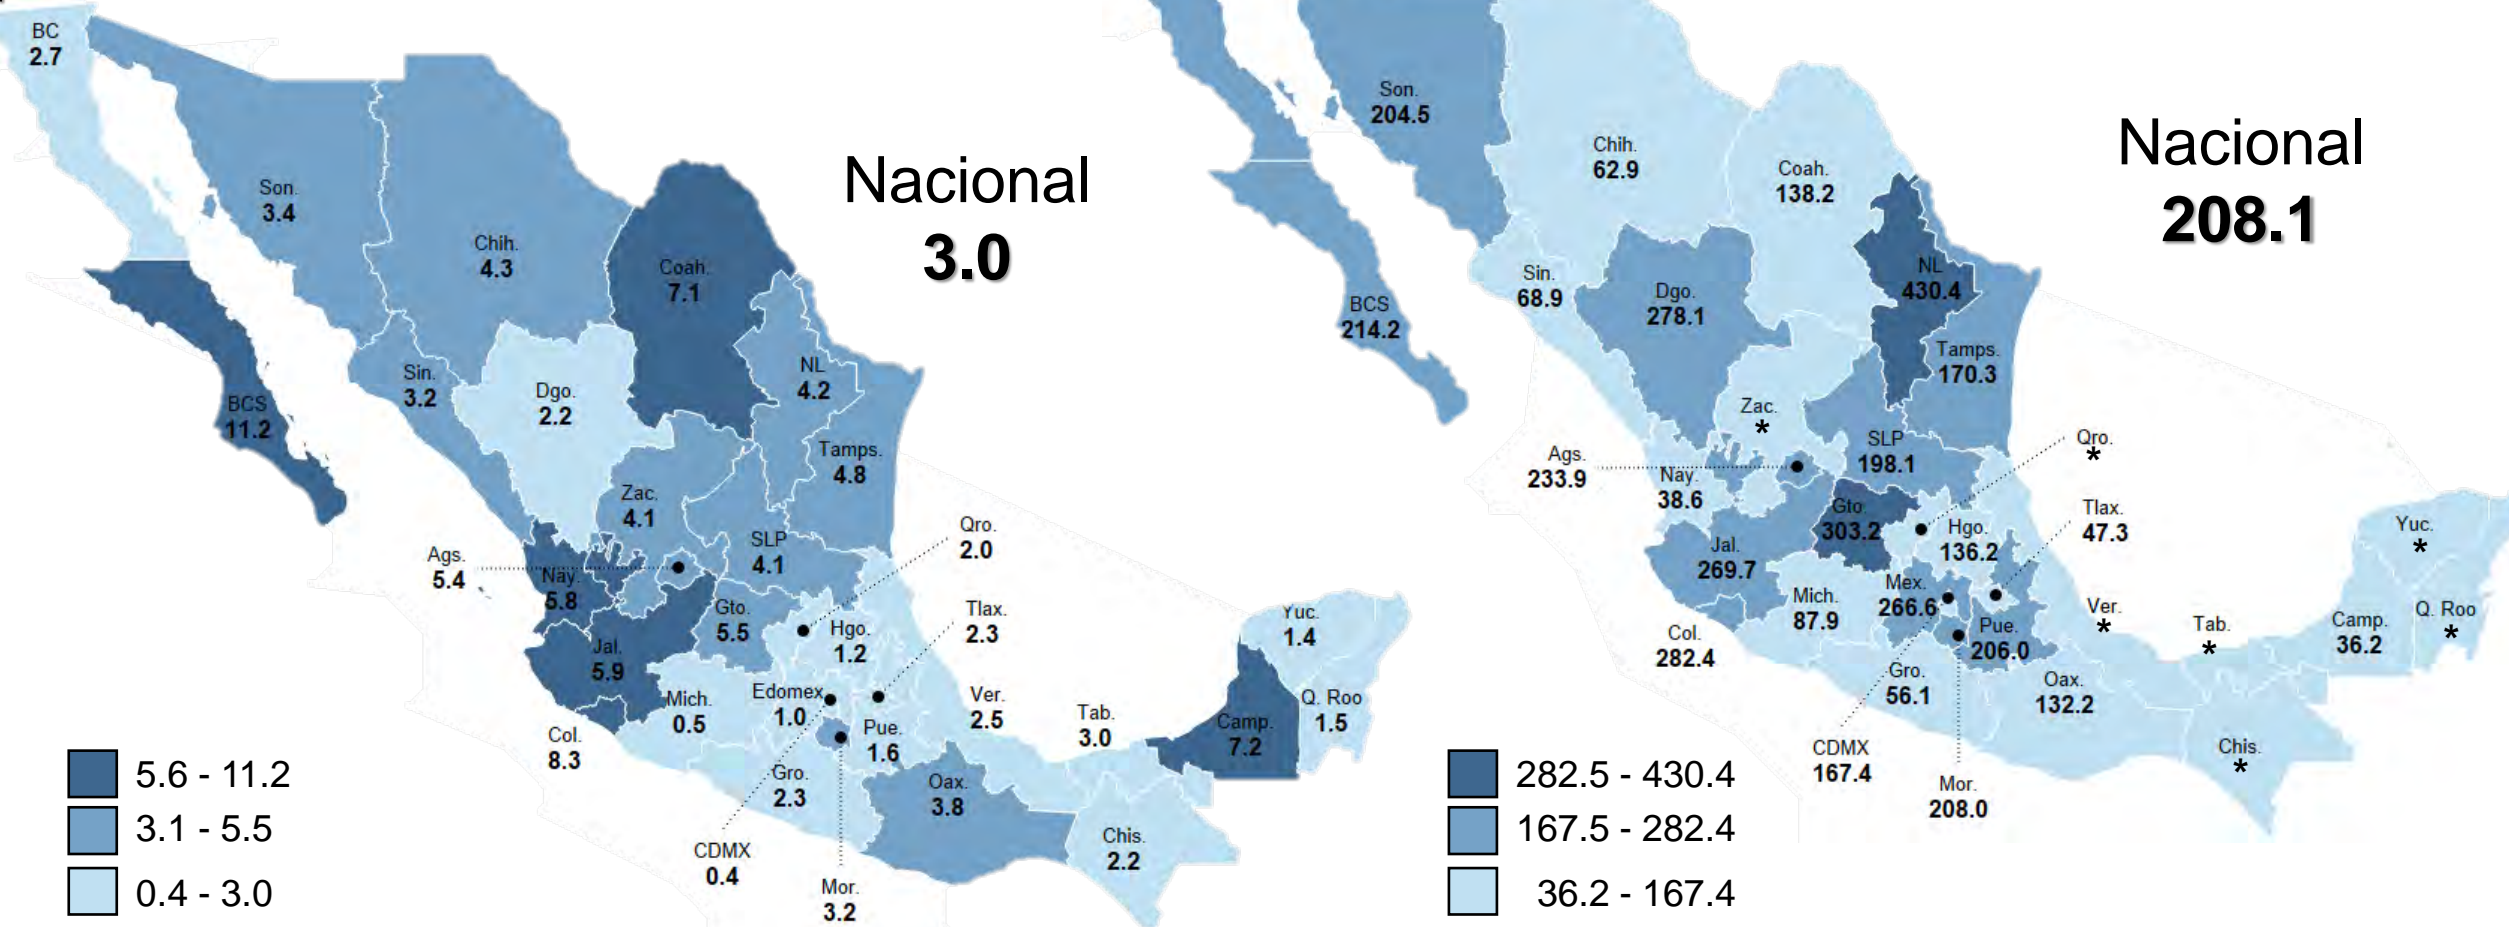 BC
2.7
Son.
3.4
Chih.
4.3
Coah.
7.1
Nacional
3.0
BCS
11.2
Sin.
3.2
Dgo.
2.2
NL
4.2
Tamps.
4.8
Zac.
4.1
SLP
4.1
Ags.
5.4
Nay.
5.8
Jal.
5.9
Gto.
5.5
Qro.
2.0
Hgo.
1.2
Tlax.
2.3
Col.
8.3
Mich.
0.5
Edomex
1.0
Pue.
1.6
Ver.
2.5
Tab.
3.0
Yuc.
1.4
Camp.
7.2
Q. Roo
1.5
Gro.
2.3
Oax.
3.8
Chis.
2.2
CDMX
0.4
Mor.
3.2
5.6 - 11.2
3.1 - 5.5
0.4 - 3.0
Son.
204.5
Chih.
62.9
Coah.
138.2
Nacional
208.1
BCS
214.2
Sin.
68.9
Dgo.
278.1
NL
430.4
Tamps.
170.3
Zac.
*
SLP
198.1
Ags.
233.9
Nay.
38.6
Jal.
269.7
Gto.
303.2
Qro.
*
Hgo.
136.2
Tlax.
47.3
Col.
282.4
Mich.
87.9
Mex.
266.6
Pue.
206.0
Ver.
*
Tab.
*
Yuc.
*
Camp.
36.2
Q. Roo
*
Gro.
56.1
Oax.
132.2
Chis.
*
CDMX
167.4
Mor.
208.0
282.5 - 430.4
167.5 - 282.4
36.2 - 167.4